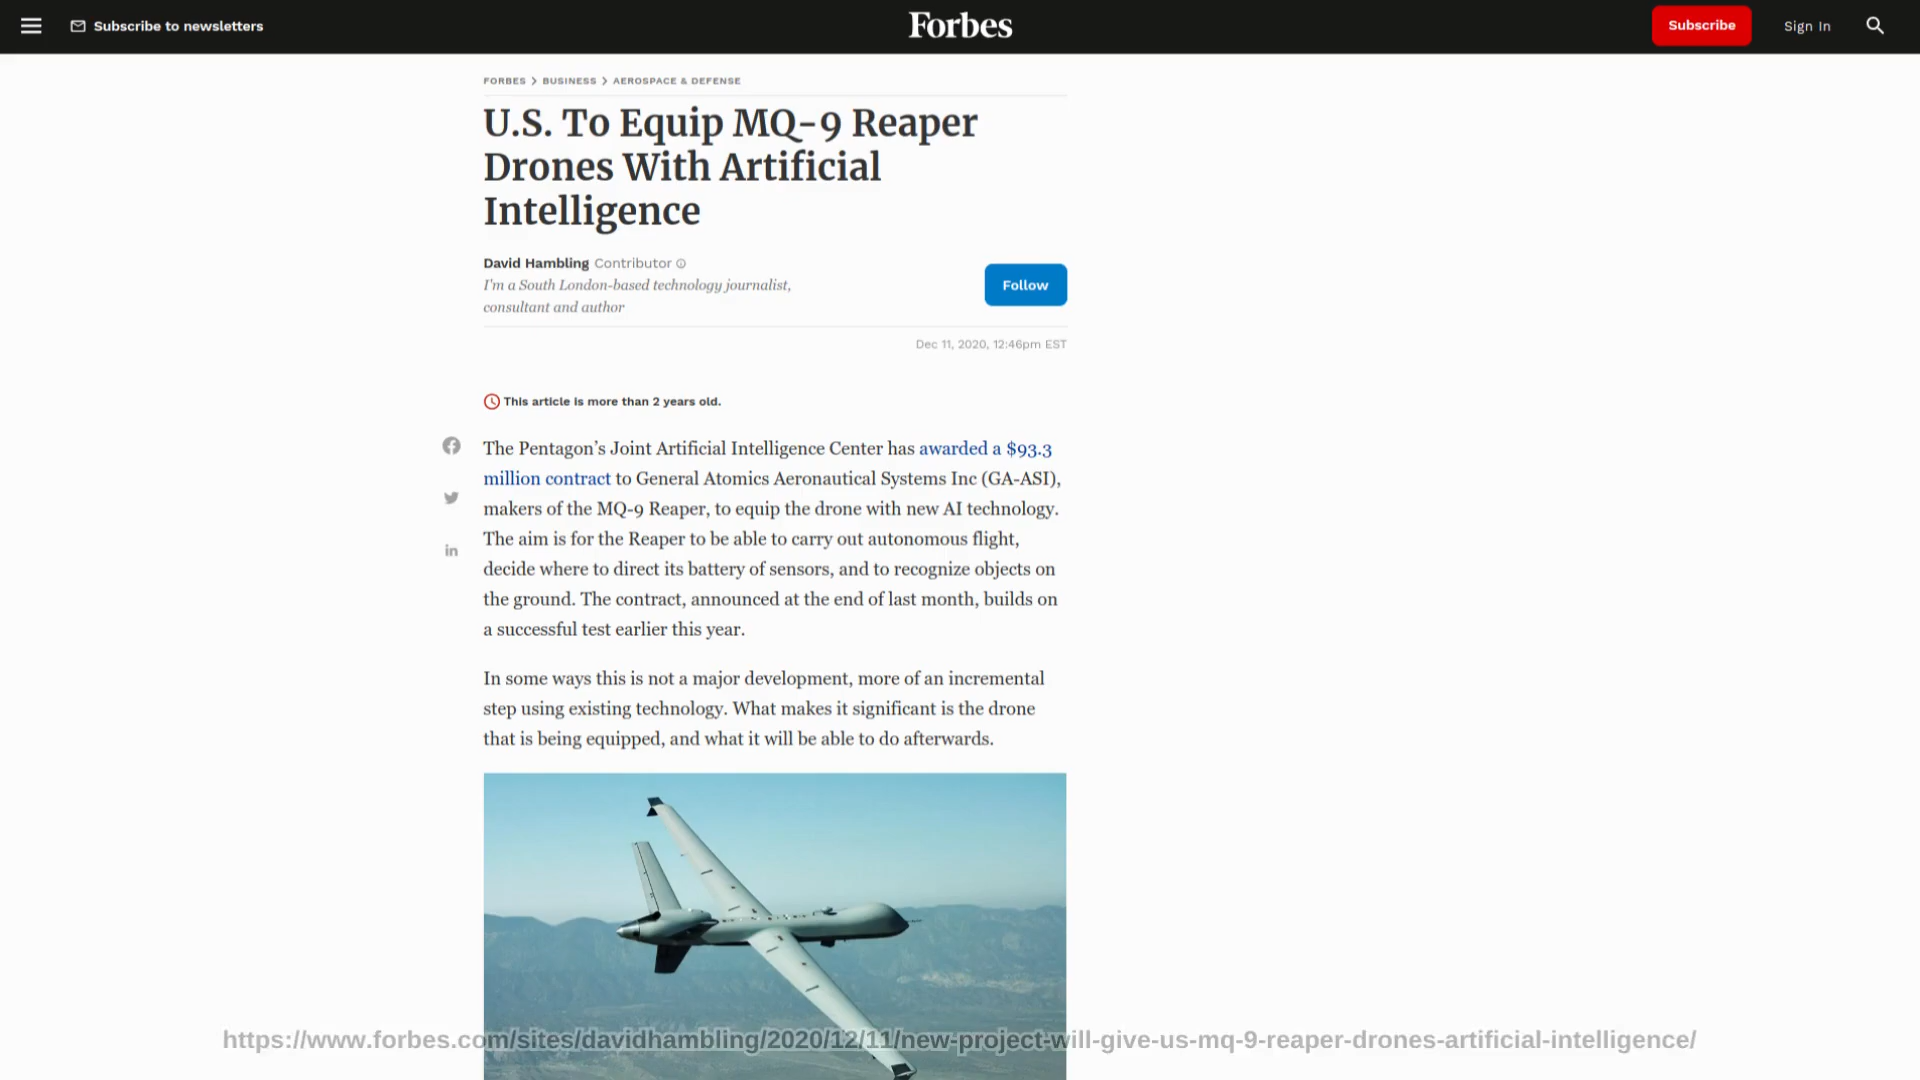 Subscribe to newsletters
Forbes
Subscribe
Sign In
FORBES > BUSINESS > AEROSPACE & DEFENSE
U.S. To Equip MQ-9 Reaper
Drones With Artificial
Intelligence
David Hambling Contributor
I'm a South London-based technology journalist,
consultant and author
Follow
Dec 11, 2020, 12:46pm EST
This article is more than 2 years old.
The Pentagon’s Joint Artificial Intelligence Center has awarded a $93.3
million contract to General Atomics Aeronautical Systems Inc (GA-ASI),
makers of the MQ-9 Reaper, to equip the drone with new AI technology.
The aim is for the Reaper to be able to carry out autonomous flight,
decide where to direct its battery of sensors, and to recognize objects on
the ground. The contract, announced at the end of last month, builds on
a successful test earlier this year.
In some ways this is not a major development, more of an incremental
step using existing technology. What makes it significant is the drone
that is being equipped, and what it will be able to do afterwards.
https://www.forbes.com/sites/davidhambling/2020/12/11/new-project-will-give-us-mq-9-reaper-drones-artificial-intelligence/